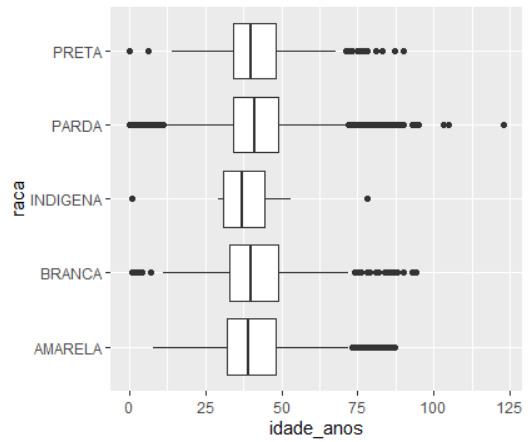 PRETA
PARDA
INDIGENA
BRANCA
AMARELA
raca
0 25 50 75 100 125
idade_anos